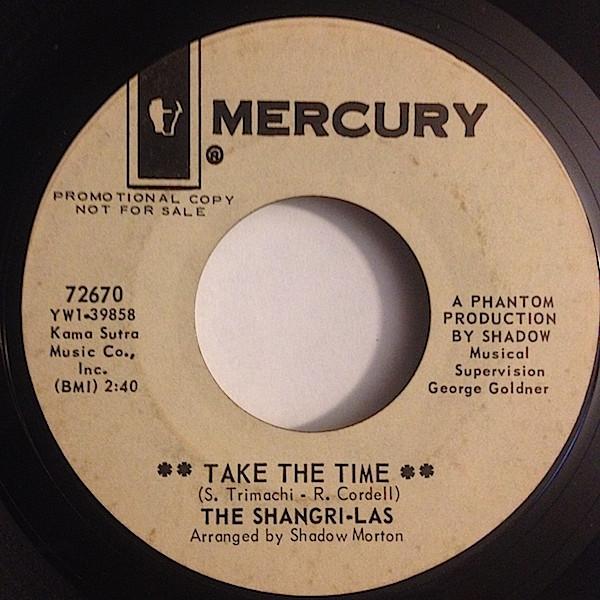 MERCURY
®
PROMOTIONAL COPY
NOT FOR SALE
72670
YW1-39858
Kama Sutra
Music Co.,
Inc.
(BMI) 2:40
A PHANTOM
PRODUCTION
BY SHADOW
Musical
Supervision
George Goldner
** TAKE THE TIME **
(S. Trimachi - R. Cordell)
THE SHANGRI-LAS
Arranged by Shadow Morton